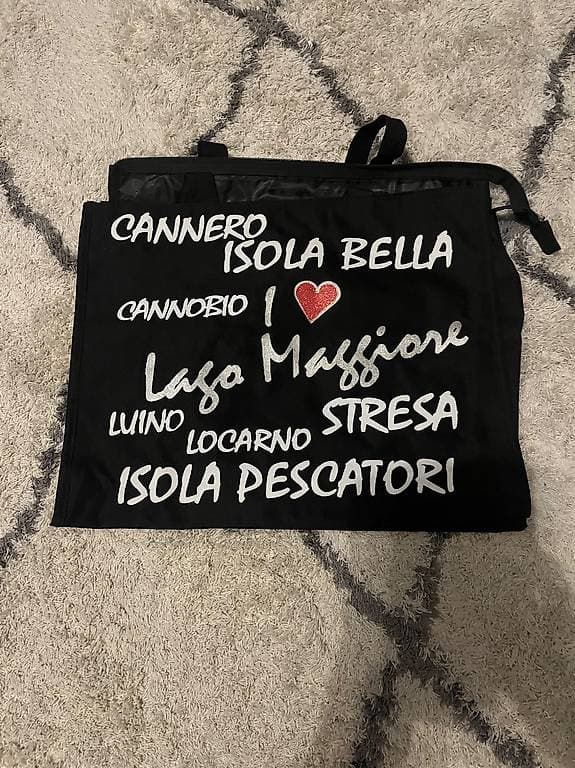 CANNERO
ISOLA BELLA
CANNOBIO I ❤
Lago Maggiore
LUINO STRESA
LOCARNO
ISOLA PESCATORI